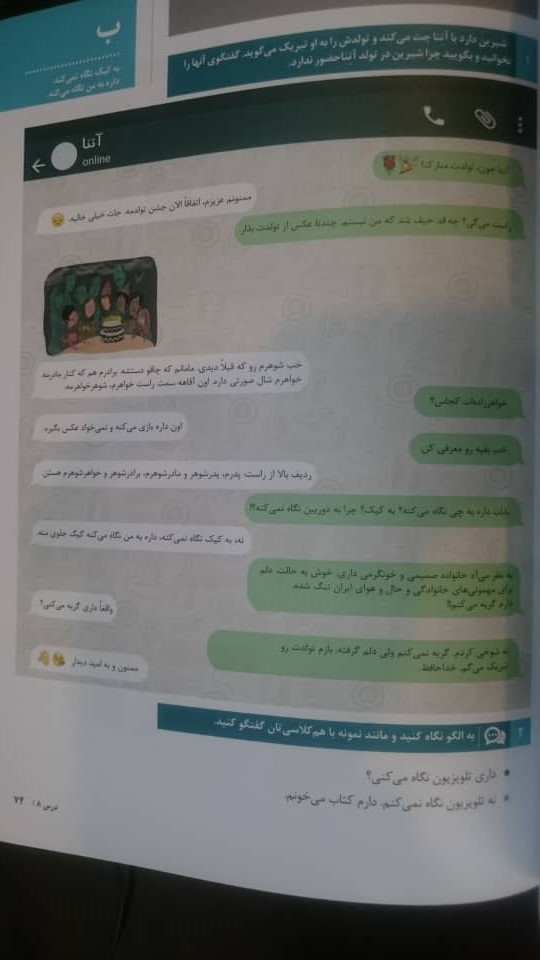 ب
به کیک نگاه نمی‌کند.
داره به من نگاه می‌کنه.
۱
شیرین دارد با آتنا چت می‌کند و تولدش را به او تبریک می‌گوید. گفتگوی آنها را
بخوانید و بگویید چرا شیرین در تولد آتنا حضور ندارد.
آتنا
online
آتنا جون، تولدت مبارک!
ممنونم عزیزم، اتفاقاً الان جشن تولدمه. جات خیلی خالیه.
راست می‌گی؟ چه قد حیف شد که من نیستم. چندتا عکس از تولدت بذار.
خب شوهرم رو که قبلاً دیدی. مامانم که چاقو دستشه. برادرم هم که کنار مادرمه.
خواهرم شال صورتی داره. اون آقاهه سمت راست خواهرم، شوهرخواهرمه.
خواهرزاده‌ات کجاس؟
اون داره بازی می‌کنه و نمی‌خواد عکس بگیره.
خب بقیه رو معرفی کن.
ردیف بالا از راست: پدرم، پدرشوهر و مادرشوهرم، برادرشوهر و خواهرشوهرم هستن.
بابات داره به چی نگاه می‌کنه؟ به کیک؟ چرا به دوربین نگاه نمی‌کنه؟!
نه، به کیک نگاه نمی‌کنه، داره به من نگاه می‌کنه کیک جلوی منه.
به نظر می‌آد خانواده صمیمی و خونگرمی داری. خوش به حالت. دلم
برای مهمونی‌های خانوادگی و حال و هوای ایران تنگ شده.
دارم گریه می‌کنم!!
واقعاً داری گریه می‌کنی؟
نه شوخی کردم. گریه نمی‌کنم ولی دلم گرفته. بازم تولدت رو
تبریک می‌گم. خداحافظ.
ممنون و به امید دیدار
۲
به الگو نگاه کنید و مانند نمونه با هم‌کلاسی‌تان گفتگو کنید.
• داری تلویزیون نگاه می‌کنی؟
• نه تلویزیون نگاه نمی‌کنم. دارم کتاب می‌خونم.
درس ۸ / ۷۴